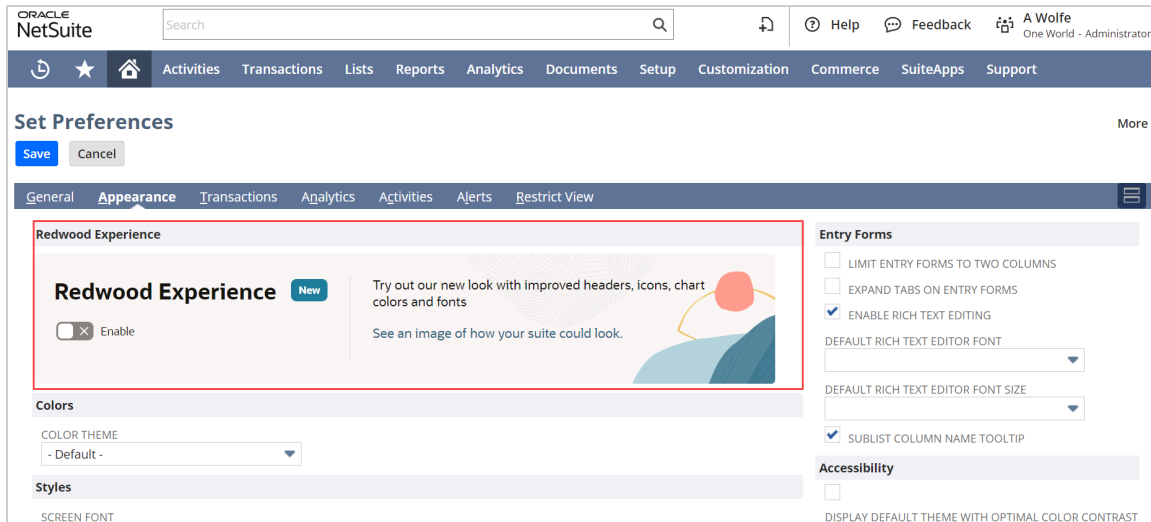 ORACLE
NetSuite
Search
Help
Feedback
A Wolfe
One World - Administrator
Activities Transactions Lists Reports Analytics Documents Setup Customization Commerce SuiteApps Support
Set Preferences
More
Save Cancel
General Appearance Transactions Analytics Activities Alerts Restrict View
Redwood Experience
Redwood Experience New
Enable
Try out our new look with improved headers, icons, chart
colors and fonts
See an image of how your suite could look.
Colors
COLOR THEME
- Default -
Styles
SCREEN FONT
Entry Forms
LIMIT ENTRY FORMS TO TWO COLUMNS
EXPAND TABS ON ENTRY FORMS
ENABLE RICH TEXT EDITING
DEFAULT RICH TEXT EDITOR FONT
DEFAULT RICH TEXT EDITOR FONT SIZE
SUBLIST COLUMN NAME TOOLTIP
Accessibility
DISPLAY DEFAULT THEME WITH OPTIMAL COLOR CONTRAST